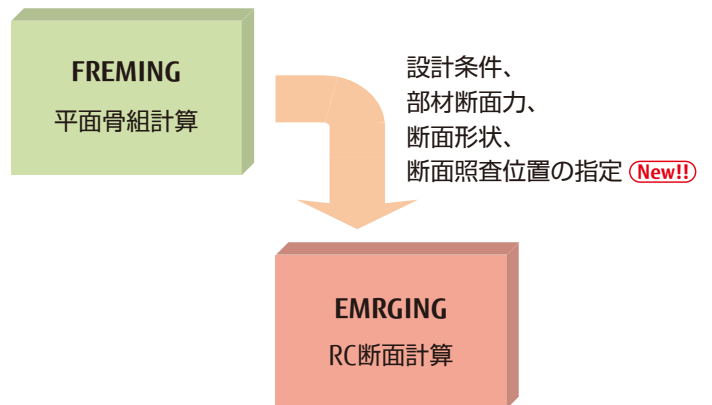 FREMING
平面骨組計算
設計条件、
部材断面力、
断面形状、
断面照査位置の指定 New!!
EMRGING
RC断面計算